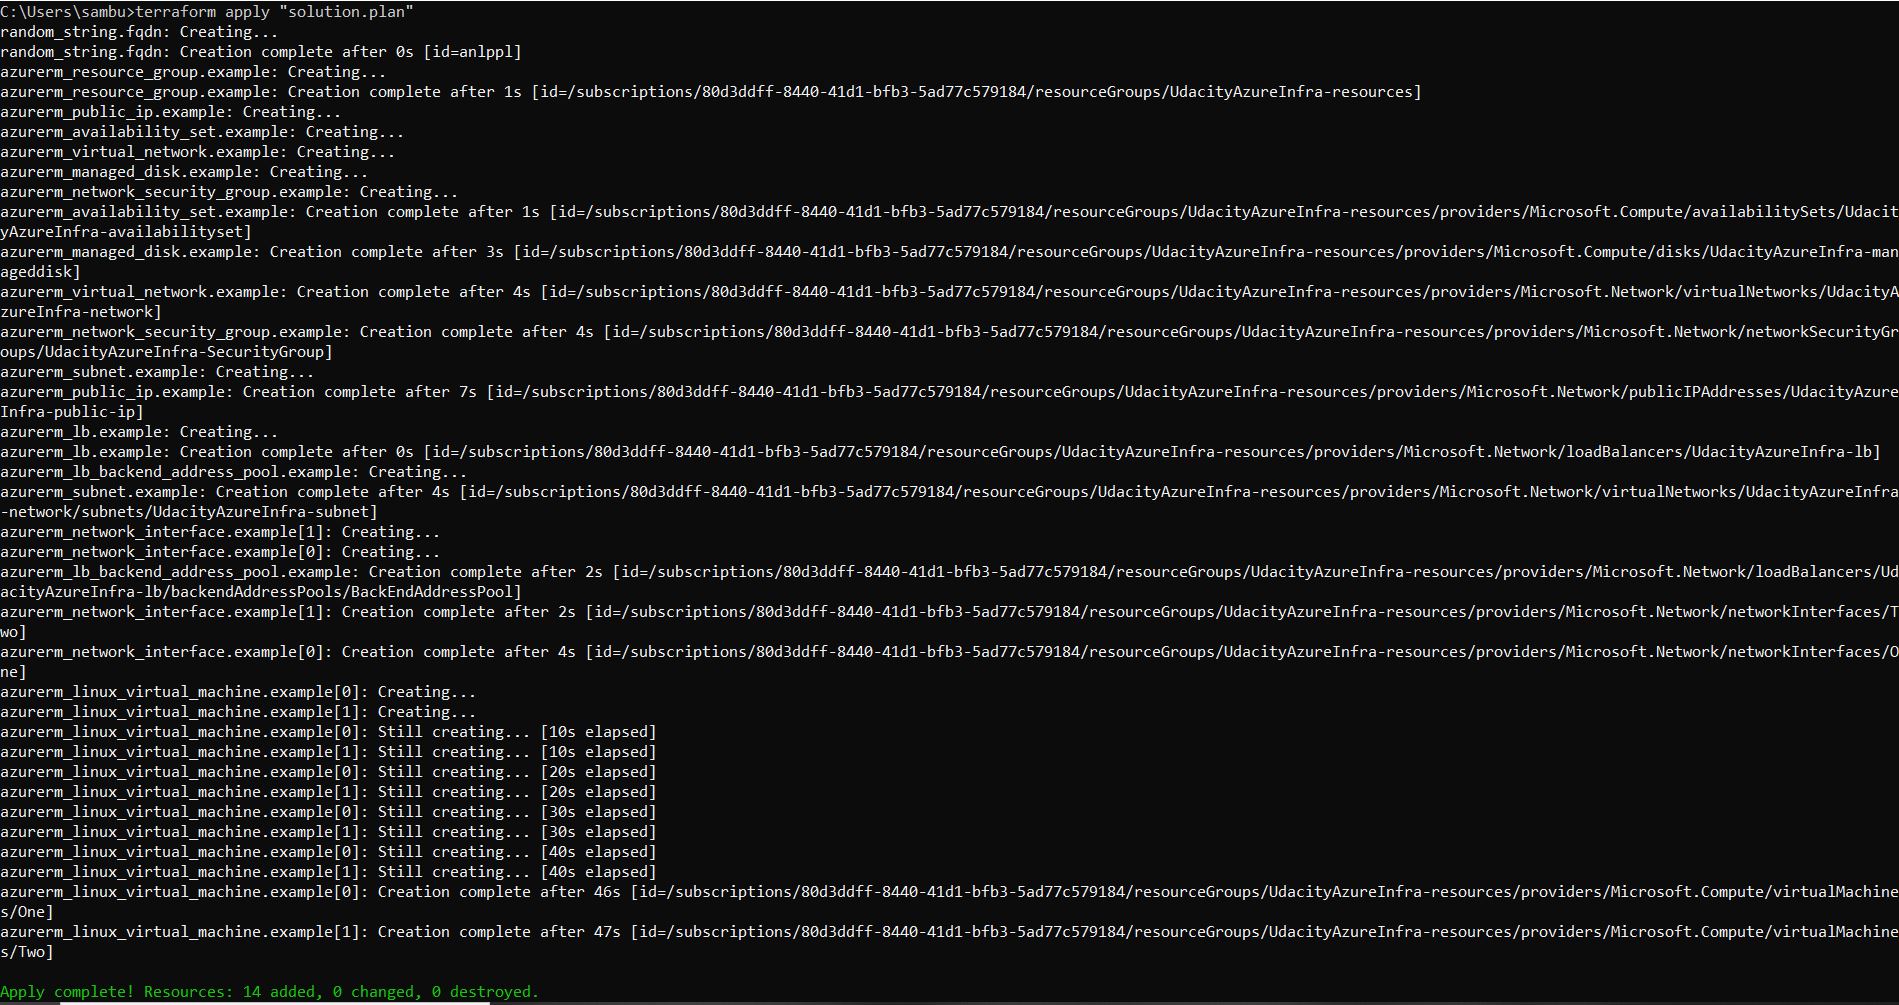 C:\Users\sambu>terraform apply "solution.plan"
random_string.fqdn: Creating...
random_string.fqdn: Creation complete after 0s [id=anlppl]
azurerm_resource_group.example: Creating...
azurerm_resource_group.example: Creation complete after 1s [id=/subscriptions/80d3ddff-8440-41d1-bfb3-5ad77c579184/resourceGroups/UdacityAzureInfra-resources]
azurerm_public_ip.example: Creating...
azurerm_availability_set.example: Creating...
azurerm_virtual_network.example: Creating...
azurerm_managed_disk.example: Creating...
azurerm_network_security_group.example: Creating...
azurerm_availability_set.example: Creation complete after 1s [id=/subscriptions/80d3ddff-8440-41d1-bfb3-5ad77c579184/resourceGroups/UdacityAzureInfra-resources/providers/Microsoft.Compute/availabilitySets/Udacit
yAzureInfra-availabilityset]
azurerm_managed_disk.example: Creation complete after 3s [id=/subscriptions/80d3ddff-8440-41d1-bfb3-5ad77c579184/resourceGroups/UdacityAzureInfra-resources/providers/Microsoft.Compute/disks/UdacityAzureInfra-man
ageddisk]
azurerm_virtual_network.example: Creation complete after 4s [id=/subscriptions/80d3ddff-8440-41d1-bfb3-5ad77c579184/resourceGroups/UdacityAzureInfra-resources/providers/Microsoft.Network/virtualNetworks/UdacityA
zureInfra-network]
azurerm_network_security_group.example: Creation complete after 4s [id=/subscriptions/80d3ddff-8440-41d1-bfb3-5ad77c579184/resourceGroups/UdacityAzureInfra-resources/providers/Microsoft.Network/networkSecurityGr
oups/UdacityAzureInfra-SecurityGroup]
azurerm_subnet.example: Creating...
azurerm_public_ip.example: Creation complete after 7s [id=/subscriptions/80d3ddff-8440-41d1-bfb3-5ad77c579184/resourceGroups/UdacityAzureInfra-resources/providers/Microsoft.Network/publicIPAddresses/UdacityAzure
Infra-public-ip]
azurerm_lb.example: Creating...
azurerm_lb.example: Creation complete after 0s [id=/subscriptions/80d3ddff-8440-41d1-bfb3-5ad77c579184/resourceGroups/UdacityAzureInfra-resources/providers/Microsoft.Network/loadBalancers/UdacityAzureInfra-lb]
azurerm_lb_backend_address_pool.example: Creating...
azurerm_subnet.example: Creation complete after 4s [id=/subscriptions/80d3ddff-8440-41d1-bfb3-5ad77c579184/resourceGroups/UdacityAzureInfra-resources/providers/Microsoft.Network/virtualNetworks/UdacityAzureInfra
-network/subnets/UdacityAzureInfra-subnet]
azurerm_network_interface.example[1]: Creating...
azurerm_network_interface.example[0]: Creating...
azurerm_lb_backend_address_pool.example: Creation complete after 2s [id=/subscriptions/80d3ddff-8440-41d1-bfb3-5ad77c579184/resourceGroups/UdacityAzureInfra-resources/providers/Microsoft.Network/loadBalancers/Ud
acityAzureInfra-lb/backendAddressPools/BackEndAddressPool]
azurerm_network_interface.example[1]: Creation complete after 2s [id=/subscriptions/80d3ddff-8440-41d1-bfb3-5ad77c579184/resourceGroups/UdacityAzureInfra-resources/providers/Microsoft.Network/networkInterfaces/T
wo]
azurerm_network_interface.example[0]: Creation complete after 4s [id=/subscriptions/80d3ddff-8440-41d1-bfb3-5ad77c579184/resourceGroups/UdacityAzureInfra-resources/providers/Microsoft.Network/networkInterfaces/O
ne]
azurerm_linux_virtual_machine.example[0]: Creating...
azurerm_linux_virtual_machine.example[1]: Creating...
azurerm_linux_virtual_machine.example[0]: Still creating... [10s elapsed]
azurerm_linux_virtual_machine.example[1]: Still creating... [10s elapsed]
azurerm_linux_virtual_machine.example[0]: Still creating... [20s elapsed]
azurerm_linux_virtual_machine.example[1]: Still creating... [20s elapsed]
azurerm_linux_virtual_machine.example[0]: Still creating... [30s elapsed]
azurerm_linux_virtual_machine.example[1]: Still creating... [30s elapsed]
azurerm_linux_virtual_machine.example[0]: Still creating... [40s elapsed]
azurerm_linux_virtual_machine.example[1]: Still creating... [40s elapsed]
azurerm_linux_virtual_machine.example[0]: Creation complete after 46s [id=/subscriptions/80d3ddff-8440-41d1-bfb3-5ad77c579184/resourceGroups/UdacityAzureInfra-resources/providers/Microsoft.Compute/virtualMachine
s/One]
azurerm_linux_virtual_machine.example[1]: Creation complete after 47s [id=/subscriptions/80d3ddff-8440-41d1-bfb3-5ad77c579184/resourceGroups/UdacityAzureInfra-resources/providers/Microsoft.Compute/virtualMachine
s/Two]
Apply complete! Resources: 14 added, 0 changed, 0 destroyed.